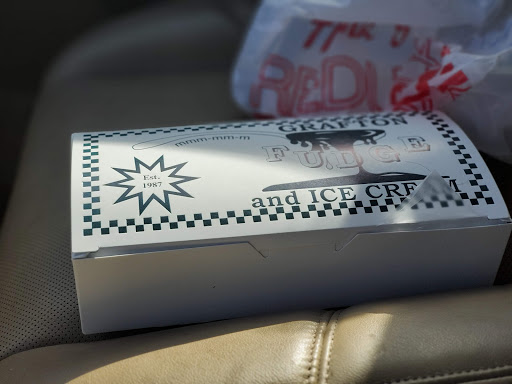 GRAFTON
mmm-mm-m
FUDGE
Est.
1987
and ICE CREAM